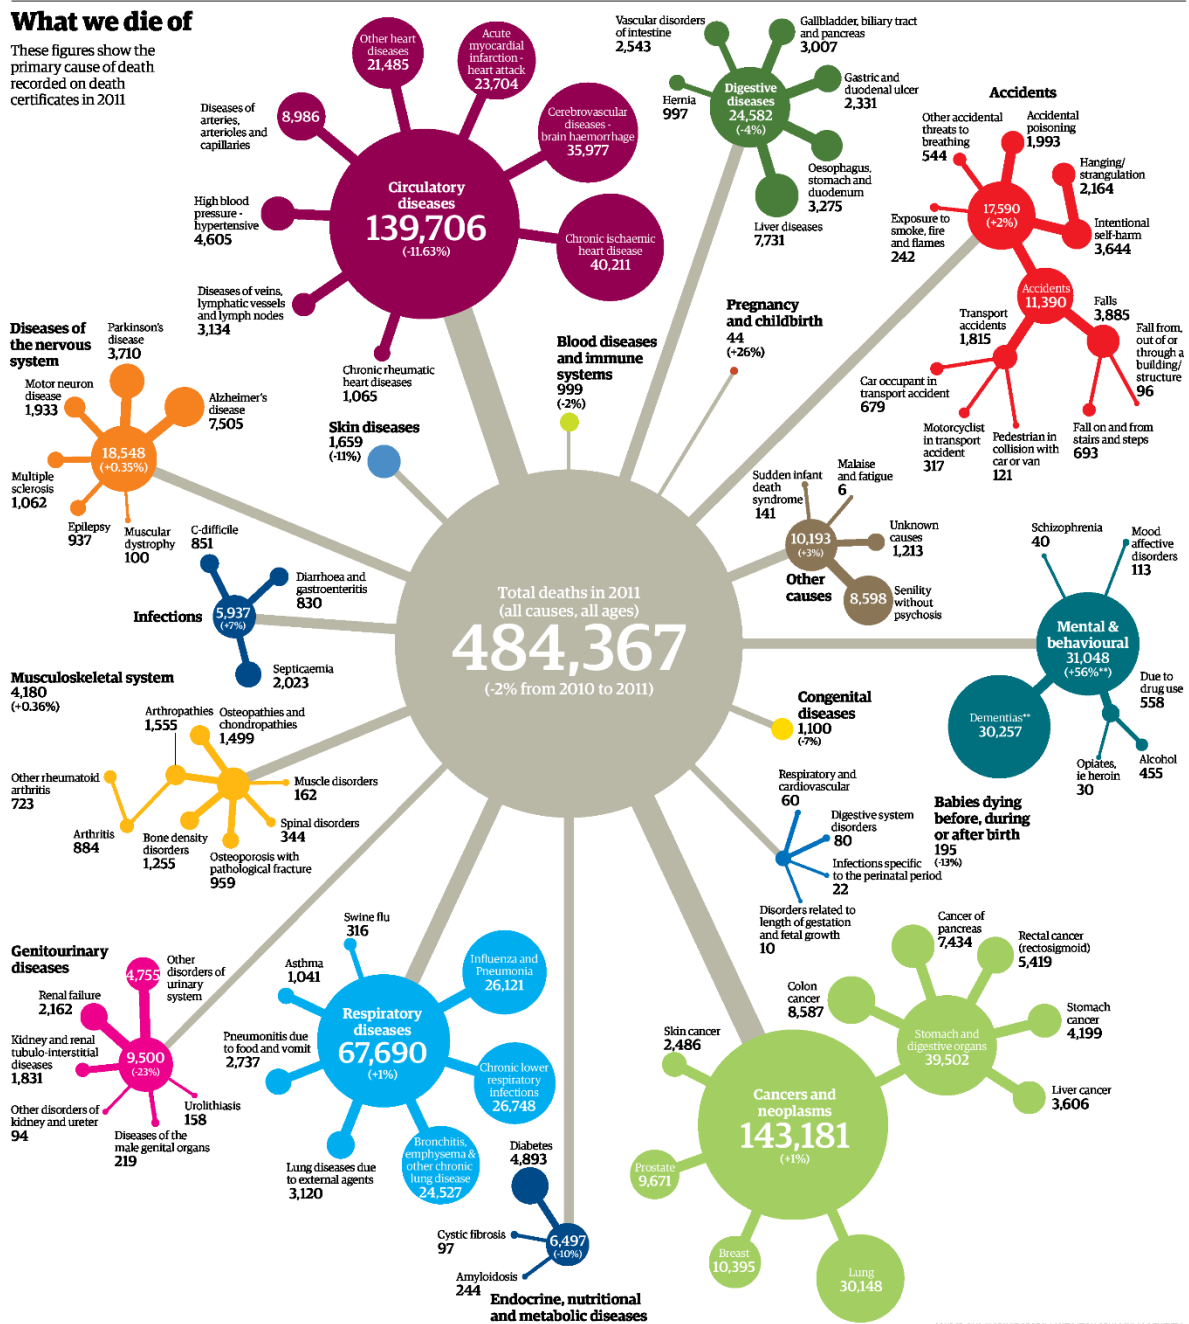 What we die of
These figures show the
primary cause of death
recorded on death
certificates in 2011
Circulatory
diseases
139,706
(-11.63%)
Other heart
diseases
21,485
Acute
myocardial
infarction -
heart attack
23,704
Cerebrovascular
diseases -
brain haemorrhage
35,977
Chronic ischaemic
heart disease
40,211
Diseases of
arteries,
arterioles and
capillaries
8,986
High blood
pressure -
hypertensive
4,605
Diseases of veins,
lymphatic vessels
and lymph nodes
3,134
Chronic rheumatic
heart diseases
1,065
Digestive
diseases
24,582
(-4%)
Vascular disorders
of intestine
2,543
Gallbladder, biliary tract
and pancreas
3,007
Hernia
997
Gastric and
duodenal ulcer
2,331
Oesophagus,
stomach and
duodenum
3,275
Liver diseases
7,731
Accidents
17,590
(+2%)
Other accidental
threats to
breathing
544
Accidental
poisoning
1,993
Hanging/
strangulation
2,164
Intentional
self-harm
3,644
Exposure to
smoke, fire
and flames
242
Accidents
11,390
Transport
accidents
1,815
Falls
3,885
Fall from,
out of or
through a
building/
structure
96
Car occupant in
transport accident
679
Motorcyclist
in transport
accident
317
Pedestrian in
collision with
car or van
121
Fall on and from
stairs and steps
693
Pregnancy
and childbirth
44
(+26%)
Blood diseases
and immune
systems
999
(-2%)
Skin diseases
1,659
(-11%)
Diseases of
the nervous
system
18,548
(+0.35%)
Parkinson's
disease
3,710
Motor neuron
disease
1,933
Alzheimer's
disease
7,505
Multiple
sclerosis
1,062
Epilepsy
937
Muscular
dystrophy
100
Infections
5,937
(+7%)
C-difficile
851
Diarrhoea and
gastroenteritis
830
Septicaemia
2,023
Total deaths in 2011
(all causes, all ages)
484,367
(-2% from 2010 to 2011)
Other
causes
10,193
(+3%)
Sudden infant
death
syndrome
141
Malaise
and fatigue
6
Unknown
causes
1,213
8,598
Senility
without
psychosis
Mental &
behavioural
31,048
(+56%**)
Schizophrenia
40
Mood
affective
disorders
113
Dementias**
30,257
Due to
drug use
558
Opiates,
ie heroin
30
Alcohol
455
Musculoskeletal system
4,180
(+0.36%)
Arthropathies
1,555
Osteopathies and
chondropathies
1,499
Other rheumatoid
arthritis
723
Arthritis
884
Muscle disorders
162
Spinal disorders
344
Bone density
disorders
1,255
Osteoporosis with
pathological fracture
959
Congenital
diseases
1,100
(-7%)
Babies dying
before, during
or after birth
195
(-13%)
Respiratory and
cardiovascular
60
Digestive system
disorders
80
Infections specific
to the perinatal period
22
Disorders related to
length of gestation
and fetal growth
10
Genitourinary
diseases
9,500
(-23%)
4,755
Other
disorders of
urinary
system
Renal failure
2,162
Kidney and renal
tubulo-interstitial
diseases
1,831
Other disorders of
kidney and ureter
94
Diseases of the
male genital organs
219
Urolithiasis
158
Respiratory
diseases
67,690
(+1%)
Swine flu
316
Asthma
1,041
Influenza and
Pneumonia
26,121
Pneumonitis due
to food and vomit
2,737
Chronic lower
respiratory
infections
26,748
Lung diseases due
to external agents
3,120
Bronchitis,
emphysema &
other chronic
lung disease
24,527
Endocrine, nutritional
and metabolic diseases
6,497
(-10%)
Diabetes
4,893
Cystic fibrosis
97
Amyloidosis
244
Cancers and
neoplasms
143,181
(+1%)
Skin cancer
2,486
Prostate
9,671
Breast
10,395
Lung
30,148
Stomach and
digestive organs
39,502
Colon
cancer
8,587
Cancer of
pancreas
7,434
Rectal cancer
(rectosigmoid)
5,419
Stomach
cancer
4,199
Liver cancer
3,606